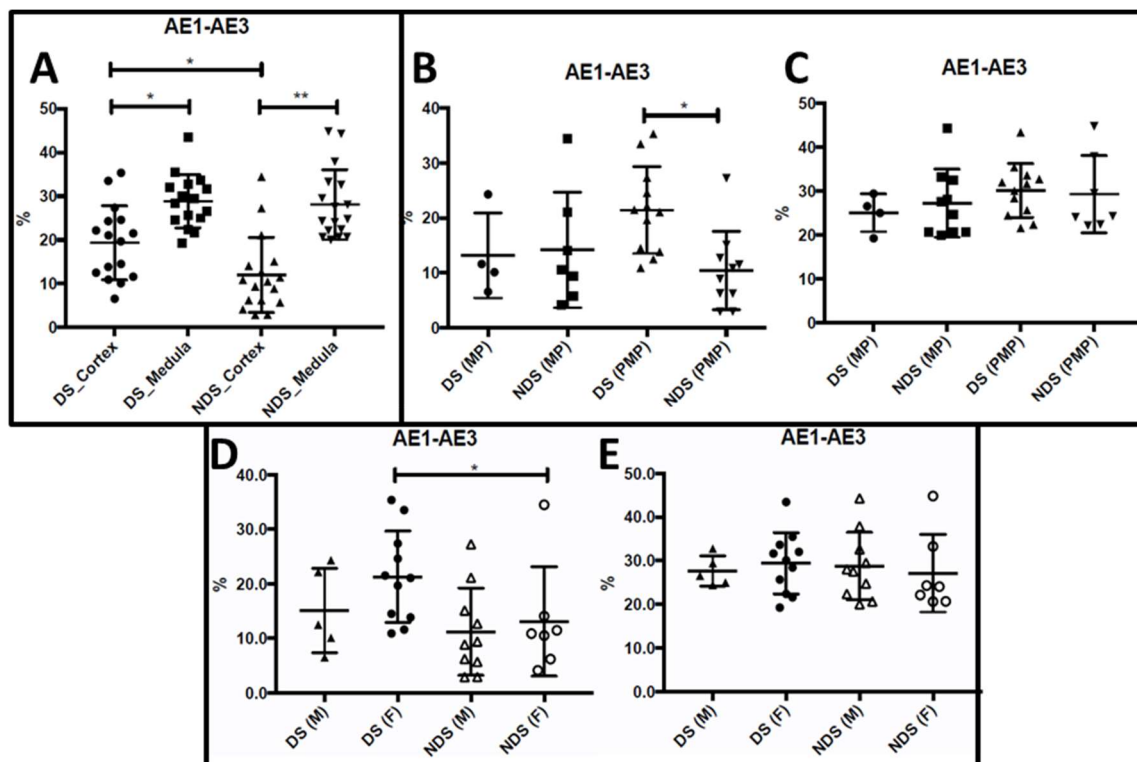 A
AE1-AE3
*
*
**
50
40
30
20
10
0
%
DS_Cortex
DS_Medula
NDS_Cortex
NDS_Medula
B
AE1-AE3
*
40
30
20
10
0
%
DS (MP)
NDS (MP)
DS (PMP)
NDS (PMP)
C
AE1-AE3
50
40
30
20
10
0
%
DS (MP)
NDS (MP)
DS (PMP)
NDS (PMP)
D
AE1-AE3
*
40.0
30.0
20.0
10.0
0.0
%
DS (M)
DS (F)
NDS (M)
NDS (F)
E
AE1-AE3
50.0
40.0
30.0
20.0
10.0
0.0
%
DS (M)
DS (F)
NDS (M)
NDS (F)